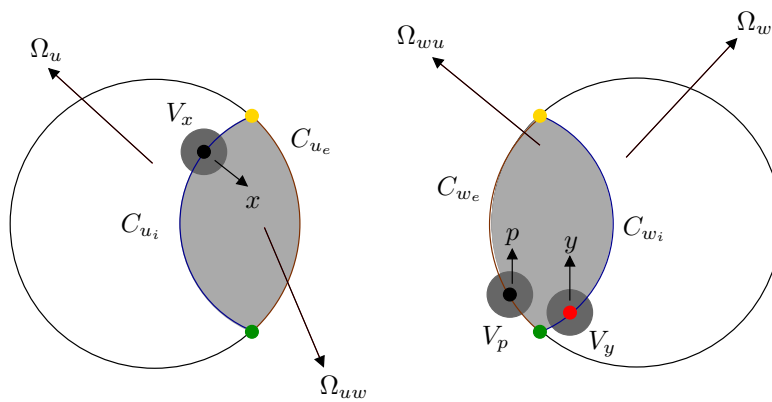 Ω_u
V_x
C_{u_e}
x
C_{u_i}
Ω_{uw}
Ω_{wu}
Ω_w
C_{w_e}
p
y
C_{w_i}
V_p
V_y